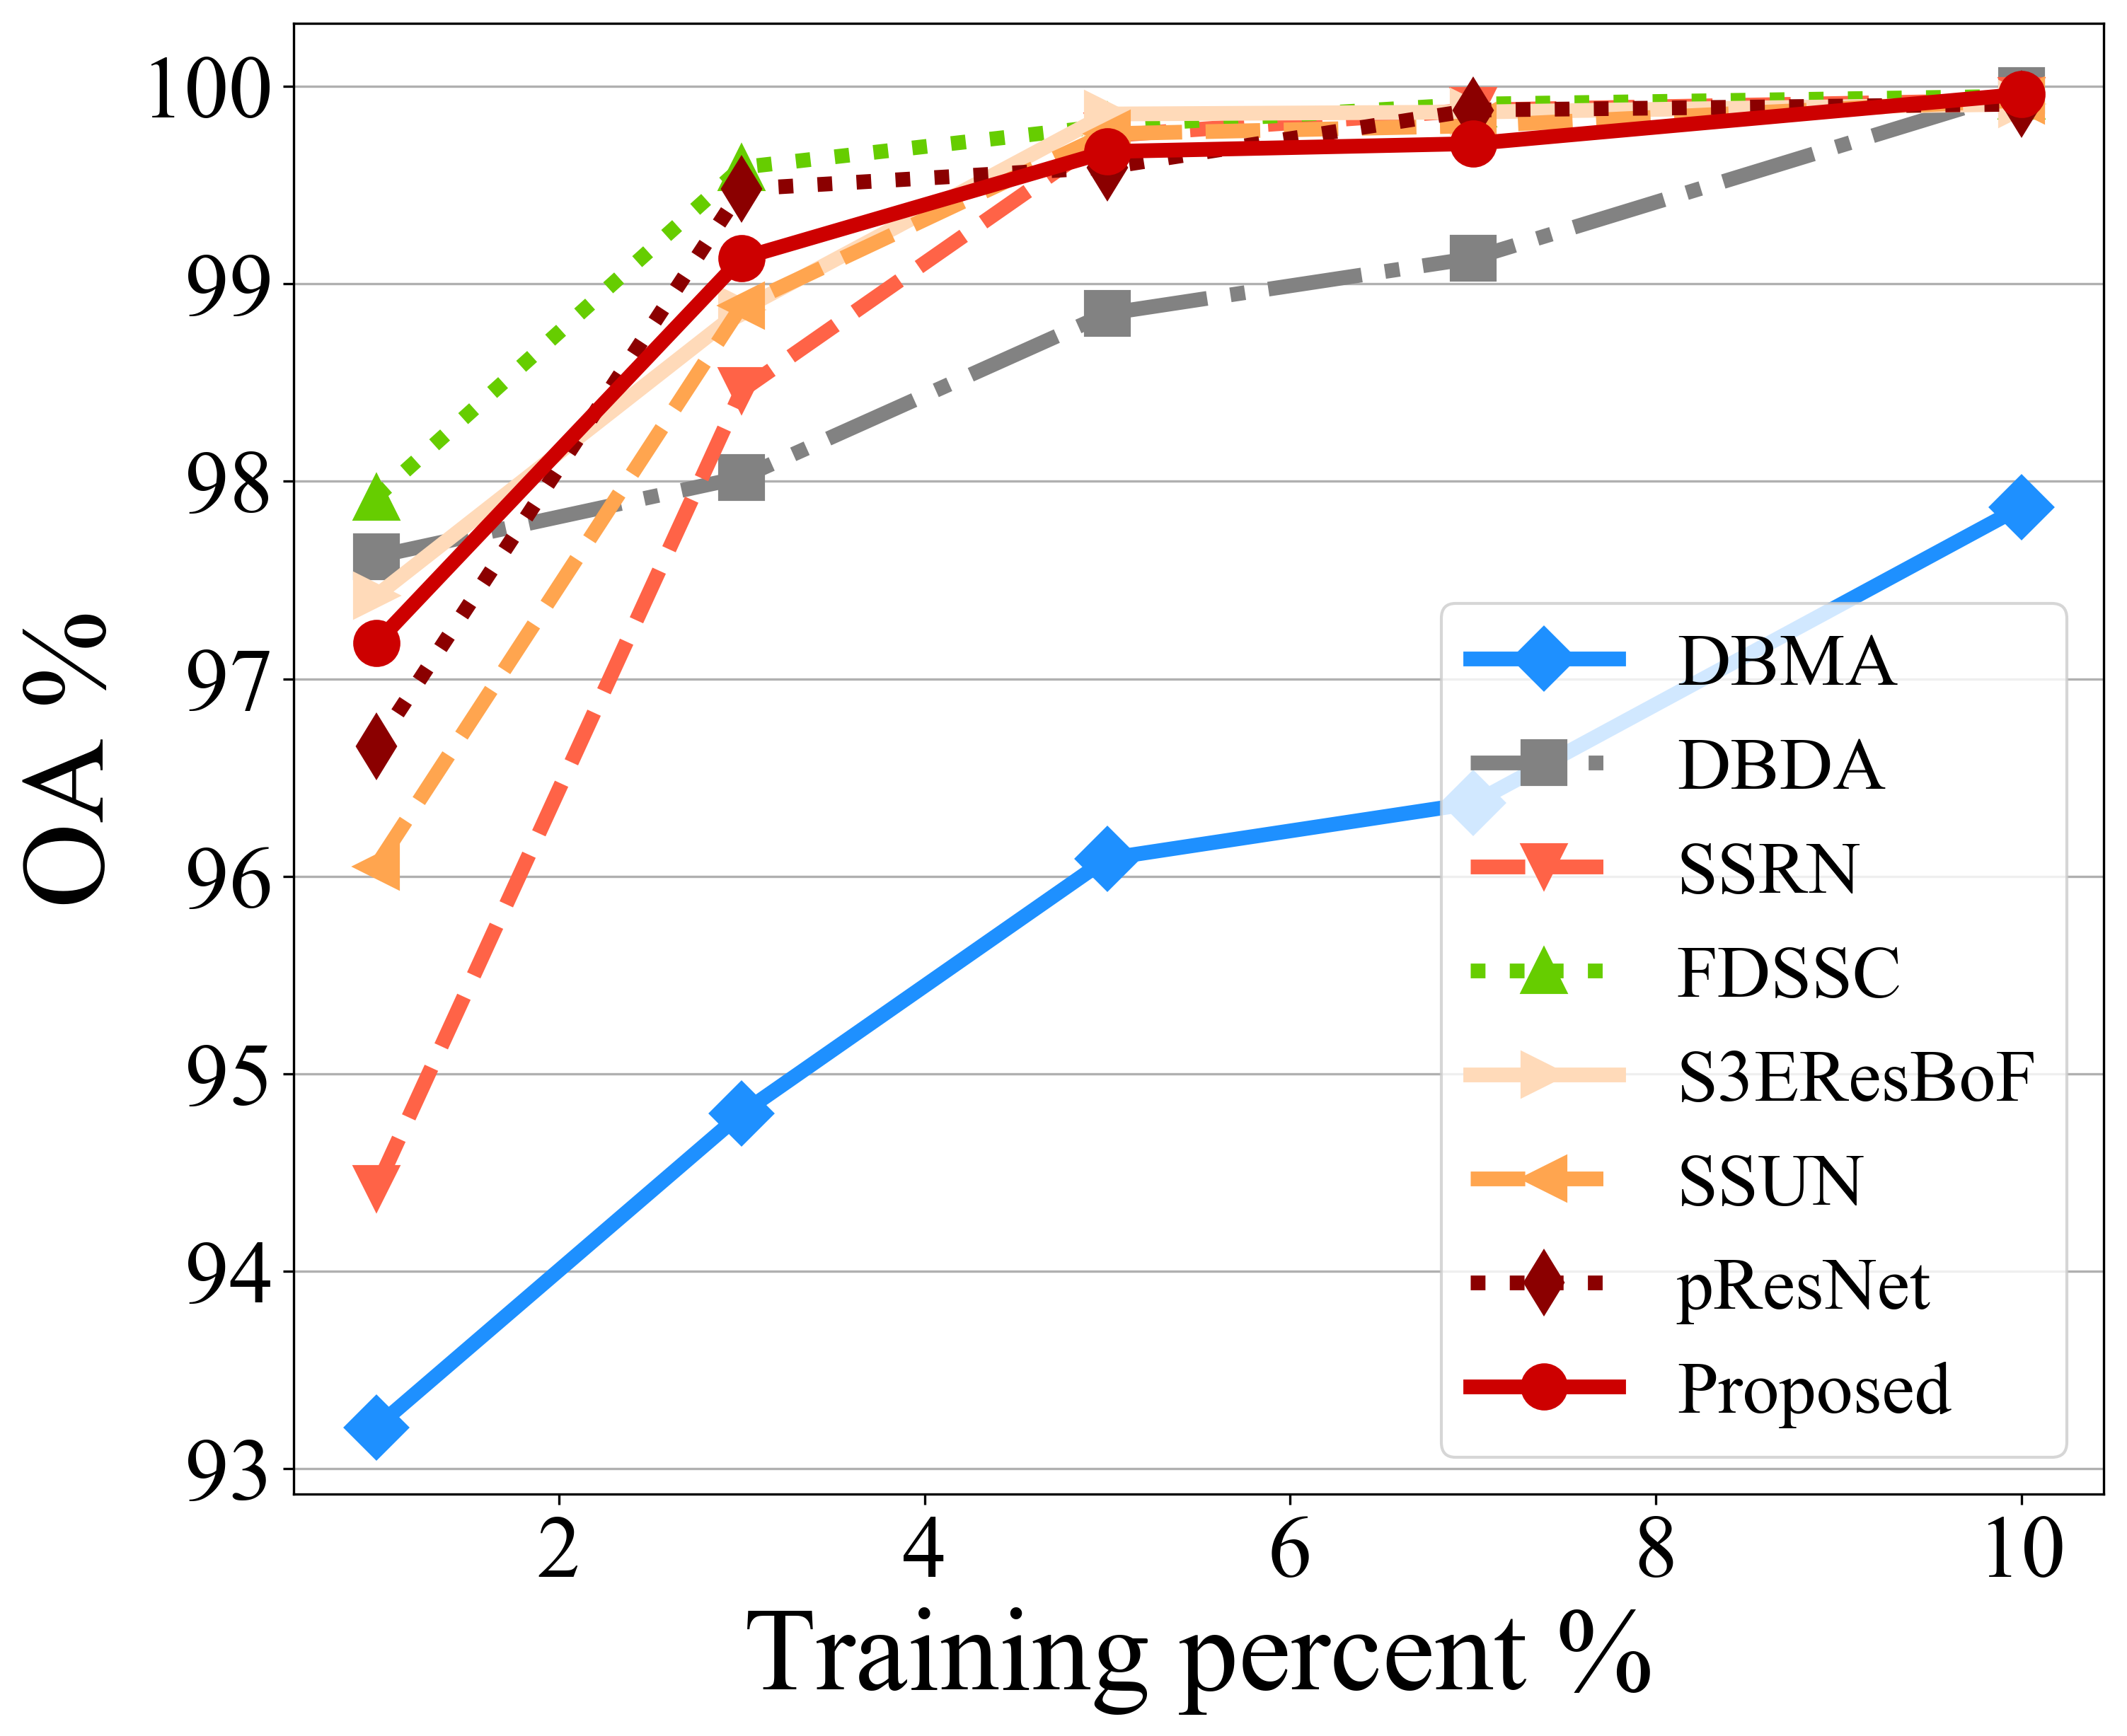 100
99
98
97
96
95
94
93
OA %
2 4 6 8 10
Training percent %
DBMA
DBDA
SSRN
FDSSC
S3EResBoF
SSUN
pResNet
Proposed